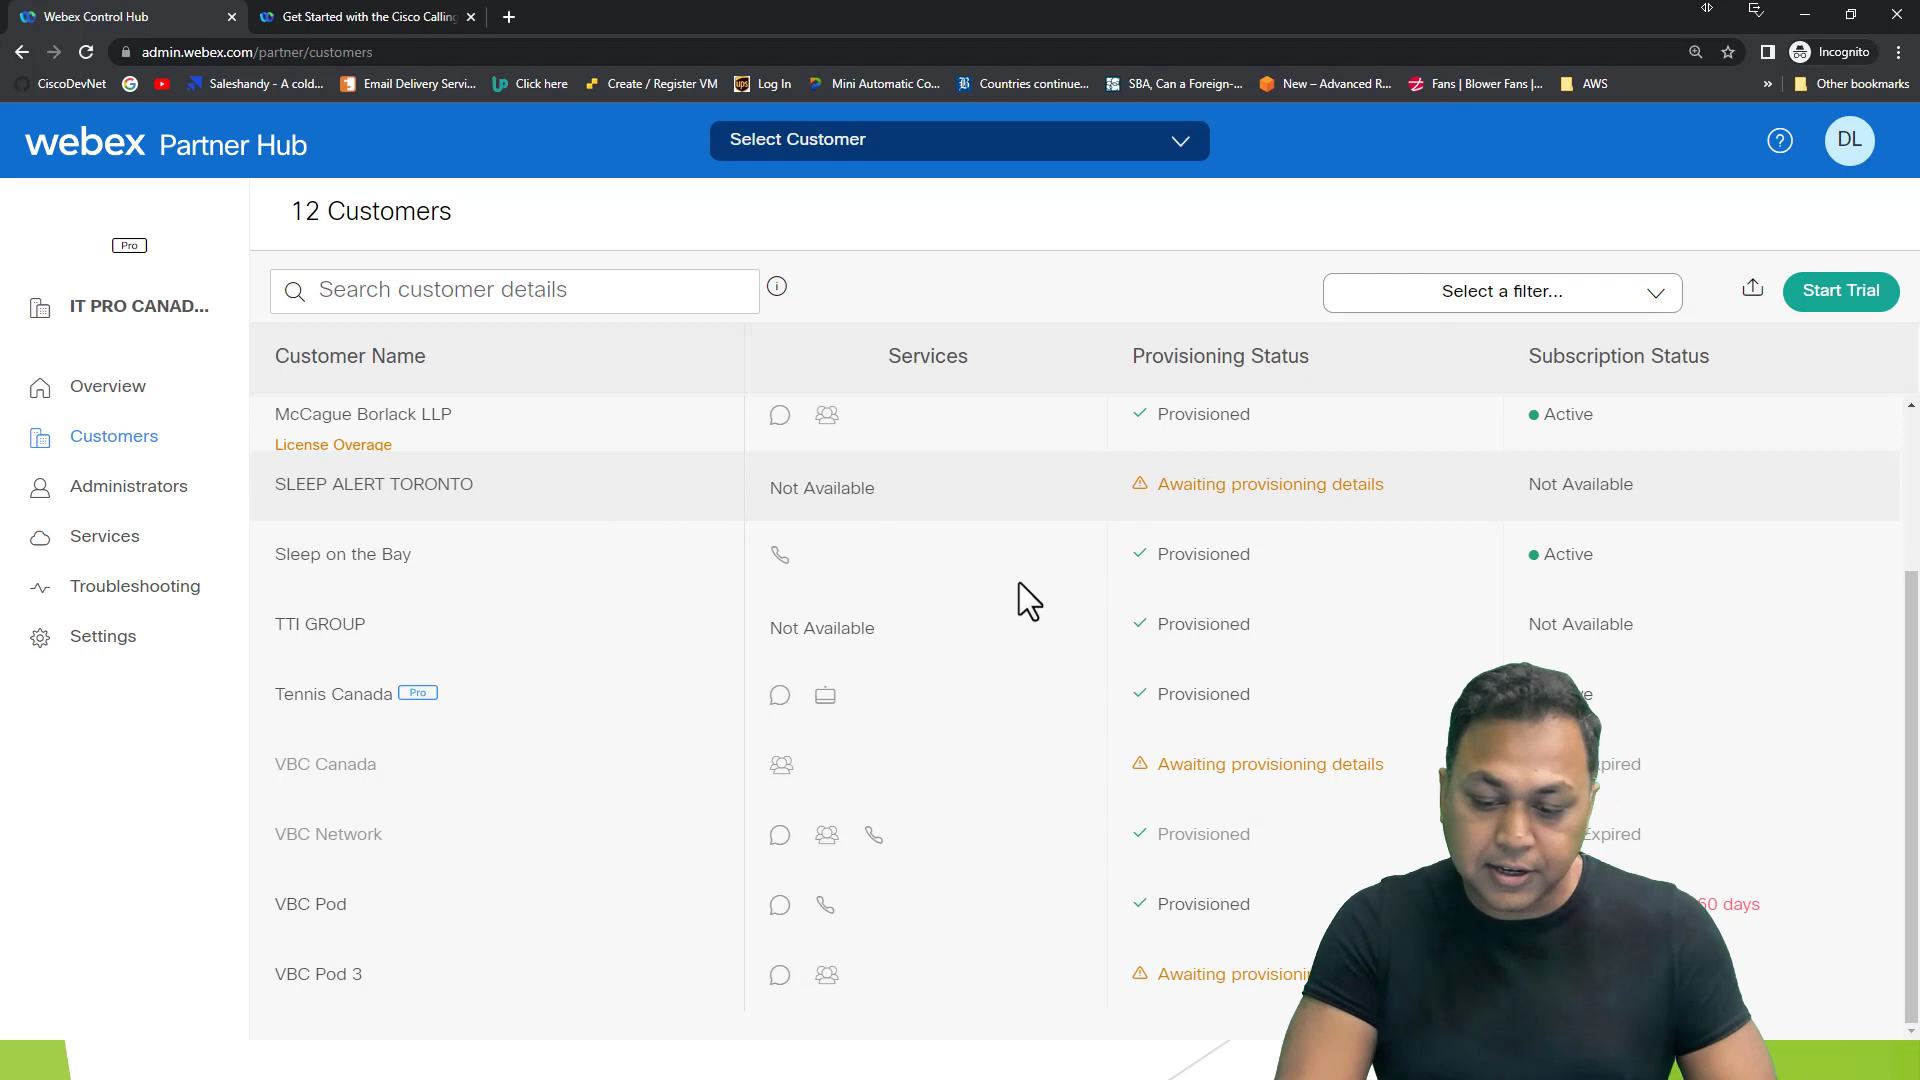 Webex Control Hub
Get Started with the Cisco Calling
admin.webex.com/partner/customers
Incognito
CiscoDevNet
Saleshandy - A cold...
Email Delivery Servi...
Click here
Create / Register VM
Log In
Mini Automatic Co...
Countries continue...
SBA, Can a Foreign-...
New – Advanced R...
Fans | Blower Fans |...
AWS
»
Other bookmarks
webex Partner Hub
Select Customer
DL
12 Customers
Pro
IT PRO CANAD...
Overview
Customers
Administrators
Services
Troubleshooting
Settings
Search customer details
Select a filter...
Start Trial
Customer Name Services Provisioning Status Subscription Status
McCague Borlack LLP Provisioned Active
License Overage
SLEEP ALERT TORONTO Not Available Awaiting provisioning details Not Available
Sleep on the Bay Provisioned Active
TTI GROUP Not Available Provisioned Not Available
Tennis Canada Pro Provisioned
VBC Canada Awaiting provisioning details
VBC Network Provisioned Expired
VBC Pod Provisioned 60 days
VBC Pod 3 Awaiting